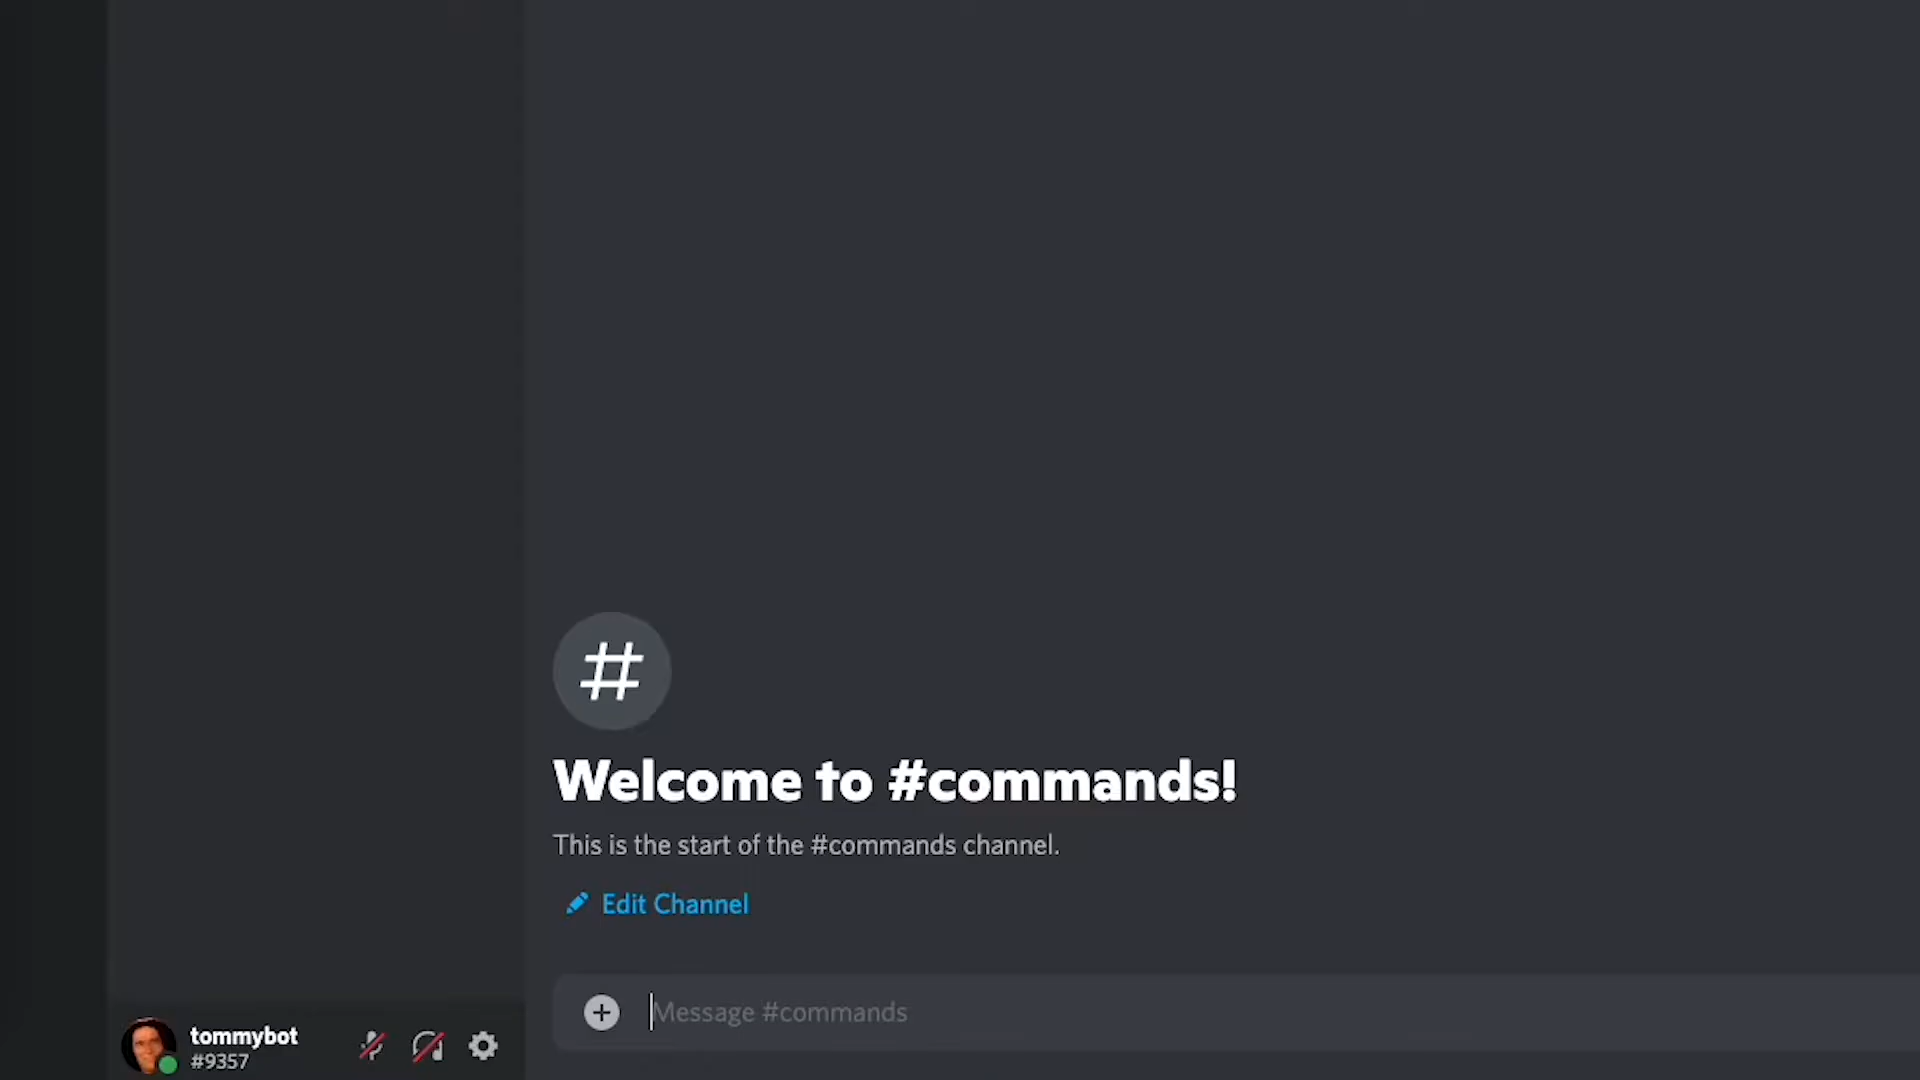 #
Welcome to #commands!
This is the start of the #commands channel.
Edit Channel
Message #commands
tommybot
#9357